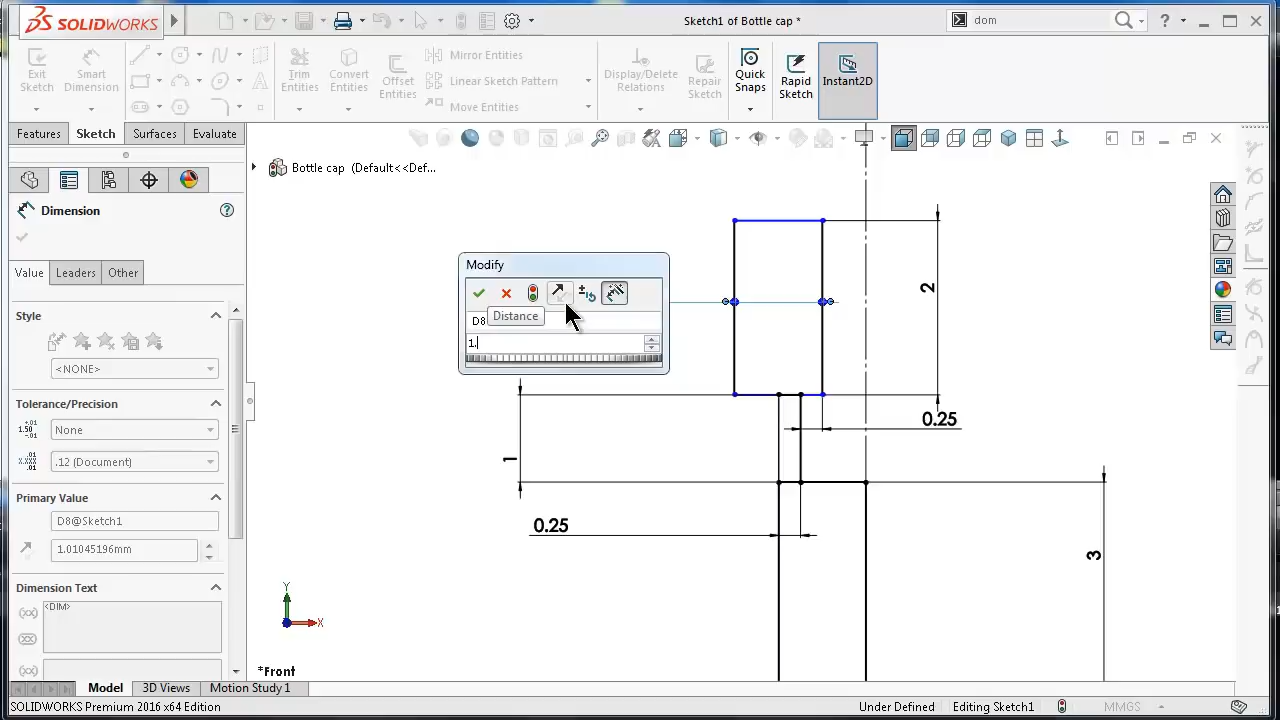 SOLIDWORKS
Sketch1 of Bottle cap *
dom
Exit Sketch
Smart Dimension
Trim Entities
Convert Entities
Offset Entities
Mirror Entities
Linear Sketch Pattern
Move Entities
Display/Delete Relations
Repair Sketch
Quick Snaps
Rapid Sketch
Instant2D
Features
Sketch
Surfaces
Evaluate
Bottle cap (Default<<Def...
Dimension
Value
Leaders
Other
Style
<NONE>
Tolerance/Precision
None
.12 (Document)
Primary Value
D8@Sketch1
1.01045196mm
Dimension Text
<DIM>
Modify
D8
Distance
1.
2
0.25
1
0.25
3
Y
X
*Front
Model
3D Views
Motion Study 1
SOLIDWORKS Premium 2016 x64 Edition
Under Defined
Editing Sketch1
MMGS